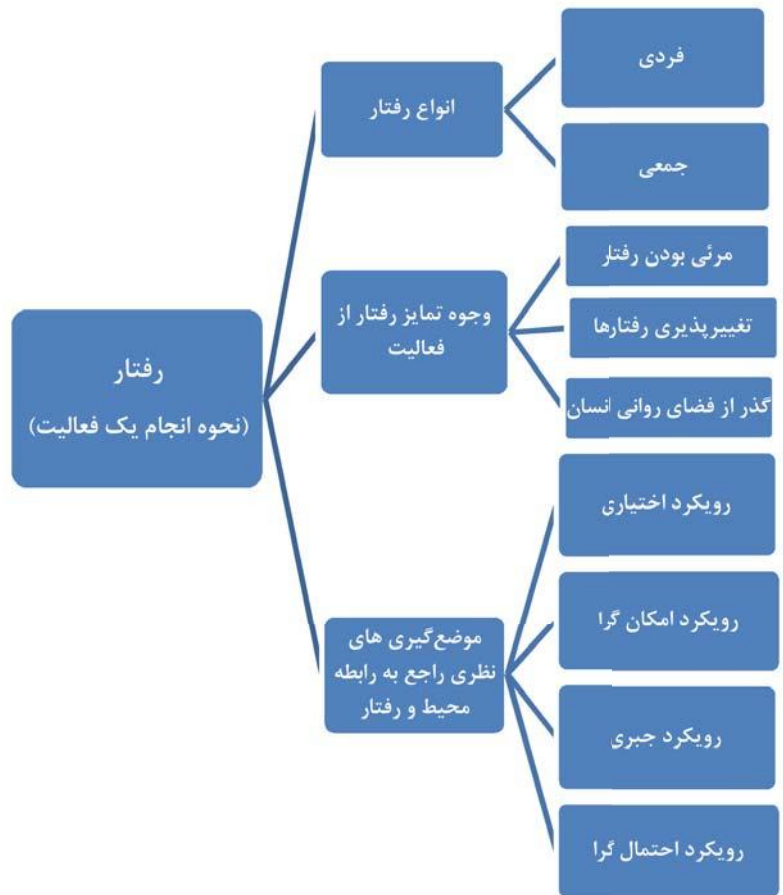 رفتار
(نحوه انجام یک فعالیت)
انواع رفتار
فردی
جمعی
وجوه تمایز رفتار از
فعالیت
مرئی بودن رفتار
تغییرپذیری رفتارها
گذر از فضای روانی انسان
موضع‌گیری های
نظری راجع به رابطه
محیط و رفتار
رویکرد اختیاری
رویکرد امکان گرا
رویکرد جبری
رویکرد احتمال گرا